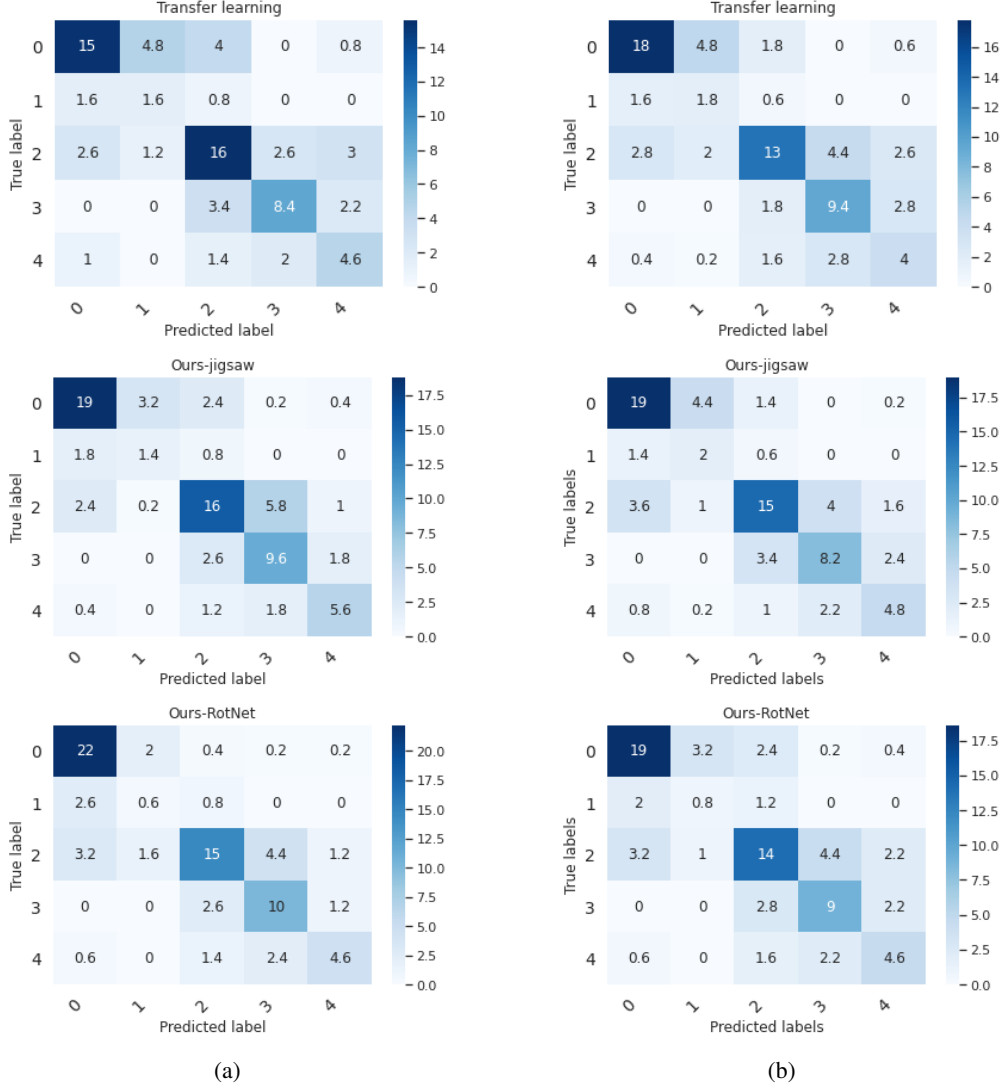 Transfer learning
0 15 4.8 4 0 0.8
1 1.6 1.6 0.8 0 0
2 2.6 1.2 16 2.6 3
3 0 0 3.4 8.4 2.2
4 1 0 1.4 2 4.6
0 1 2 3 4
Predicted label
True label
14
12
10
8
6
4
2
0
Transfer learning
0 18 4.8 1.8 0 0.6
1 1.6 1.8 0.6 0 0
2 2.8 2 13 4.4 2.6
3 0 0 1.8 9.4 2.8
4 0.4 0.2 1.6 2.8 4
0 1 2 3 4
Predicted label
True label
16
14
12
10
8
6
4
2
0
Ours-jigsaw
0 19 3.2 2.4 0.2 0.4
1 1.8 1.4 0.8 0 0
2 2.4 0.2 16 5.8 1
3 0 0 2.6 9.6 1.8
4 0.4 0 1.2 1.8 5.6
0 1 2 3 4
Predicted label
True label
17.5
15.0
12.5
10.0
7.5
5.0
2.5
0.0
Ours-jigsaw
0 19 4.4 1.4 0 0.2
1 1.4 2 0.6 0 0
2 3.6 1 15 4 1.6
3 0 0 3.4 8.2 2.4
4 0.8 0.2 1 2.2 4.8
0 1 2 3 4
Predicted labels
True labels
17.5
15.0
12.5
10.0
7.5
5.0
2.5
0.0
Ours-RotNet
0 22 2 0.4 0.2 0.2
1 2.6 0.6 0.8 0 0
2 3.2 1.6 15 4.4 1.2
3 0 0 2.6 10 1.2
4 0.6 0 1.4 2.4 4.6
0 1 2 3 4
Predicted label
True label
20.0
17.5
15.0
12.5
10.0
7.5
5.0
2.5
0.0
Ours-RotNet
0 19 3.2 2.4 0.2 0.4
1 2 0.8 1.2 0 0
2 3.2 1 14 4.4 2.2
3 0 0 2.8 9 2.2
4 0.6 0 1.6 2.2 4.6
0 1 2 3 4
Predicted labels
True labels
17.5
15.0
12.5
10.0
7.5
5.0
2.5
0.0
(a)
(b)